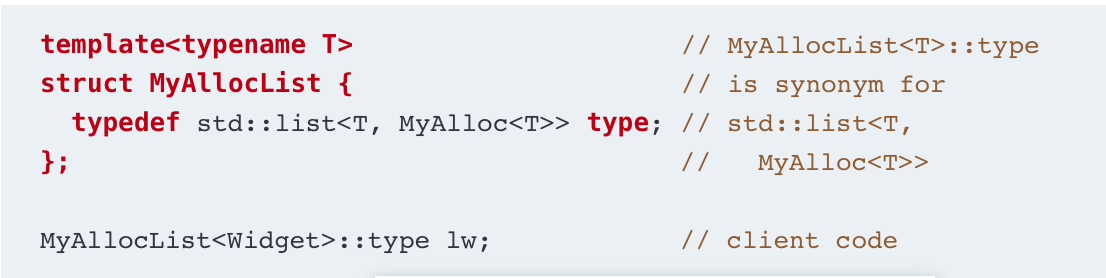 template<typename T>                     // MyAllocList<T>::type
struct MyAllocList {                     // is synonym for
  typedef std::list<T, MyAlloc<T>> type; // std::list<T,
};                                       //   MyAlloc<T>>
MyAllocList<Widget>::type lw;            // client code